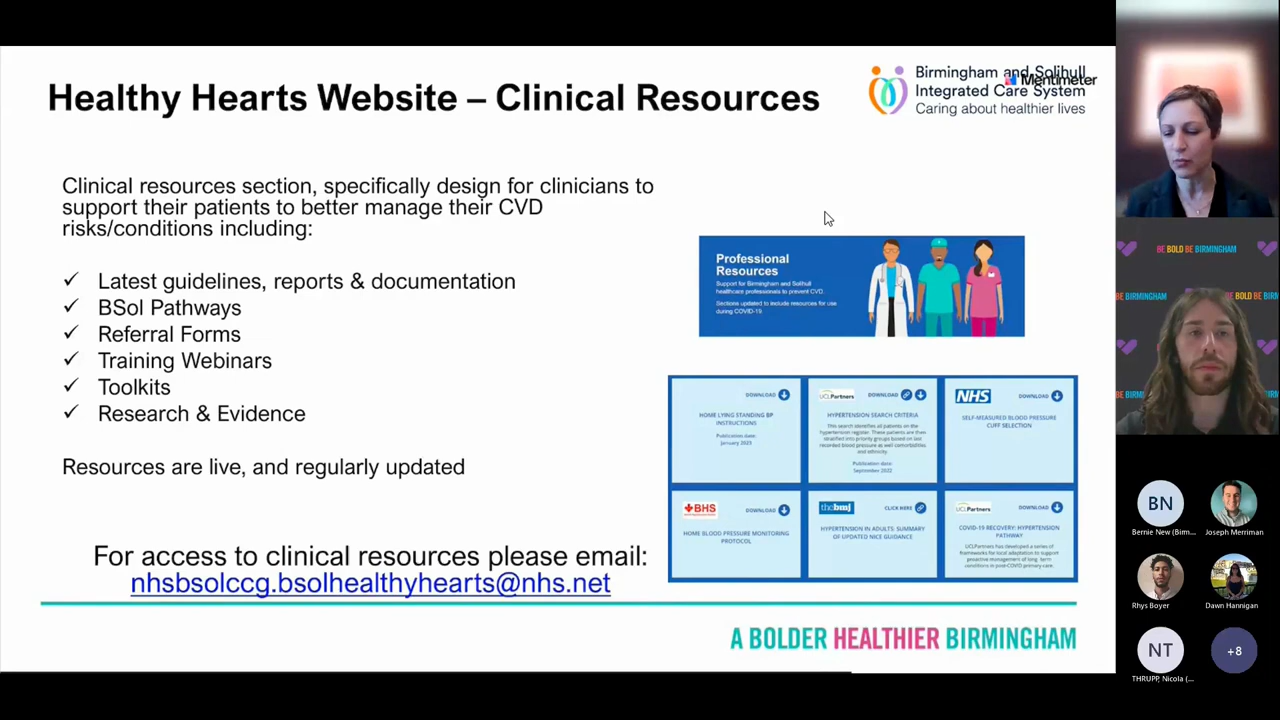 Healthy Hearts Website – Clinical Resources
Birmingham and Solihull
Integrated Care System
Caring about healthier lives
Mentimeter
Clinical resources section, specifically design for clinicians to
support their patients to better manage their CVD
risks/conditions including:
✓ Latest guidelines, reports & documentation
✓ BSol Pathways
✓ Referral Forms
✓ Training Webinars
✓ Toolkits
✓ Research & Evidence
Resources are live, and regularly updated
For access to clinical resources please email:
nhsbsolccg.bsolhealthyhearts@nhs.net
Professional
Resources
Support for Birmingham and Solihull
healthcare professionals to prevent CVD.
Sections updated to include resources for use
during COVID-19
DOWNLOAD
HOME LYING STANDING BP
INSTRUCTIONS
Publication date:
January 2023
UCLPartners
DOWNLOAD
HYPERTENSION SEARCH CRITERIA
This search identifies all patients on the
hypertension register. These patients are then
stratified into priority groups based on last
recorded blood pressure as well comorbidities
and ethnicity.
Publication date:
September 2022
NHS
DOWNLOAD
SELF-MEASURED BLOOD PRESSURE
CUFF SELECTION
BHS
DOWNLOAD
HOME BLOOD PRESSURE MONITORING
PROTOCOL
thebmj
CLICK HERE
HYPERTENSION IN ADULTS: SUMMARY
OF UPDATED NICE GUIDANCE
UCLPartners
DOWNLOAD
COVID-19 RECOVERY: HYPERTENSION
PATHWAY
UCLPartners has developed a series of
frameworks for local adaptation to support
proactive management of long-term
conditions in post-COVID primary care.
A BOLDER HEALTHIER BIRMINGHAM
BE BOLD BE BIRMINGHAM
BE BIRMINGHAM
BE BOLD BE BIRM
BN
Bernie New (Birm...
Joseph Merriman
Rhys Boyer
Dawn Hannigan
NT
THRUPP, Nicola (...
+8